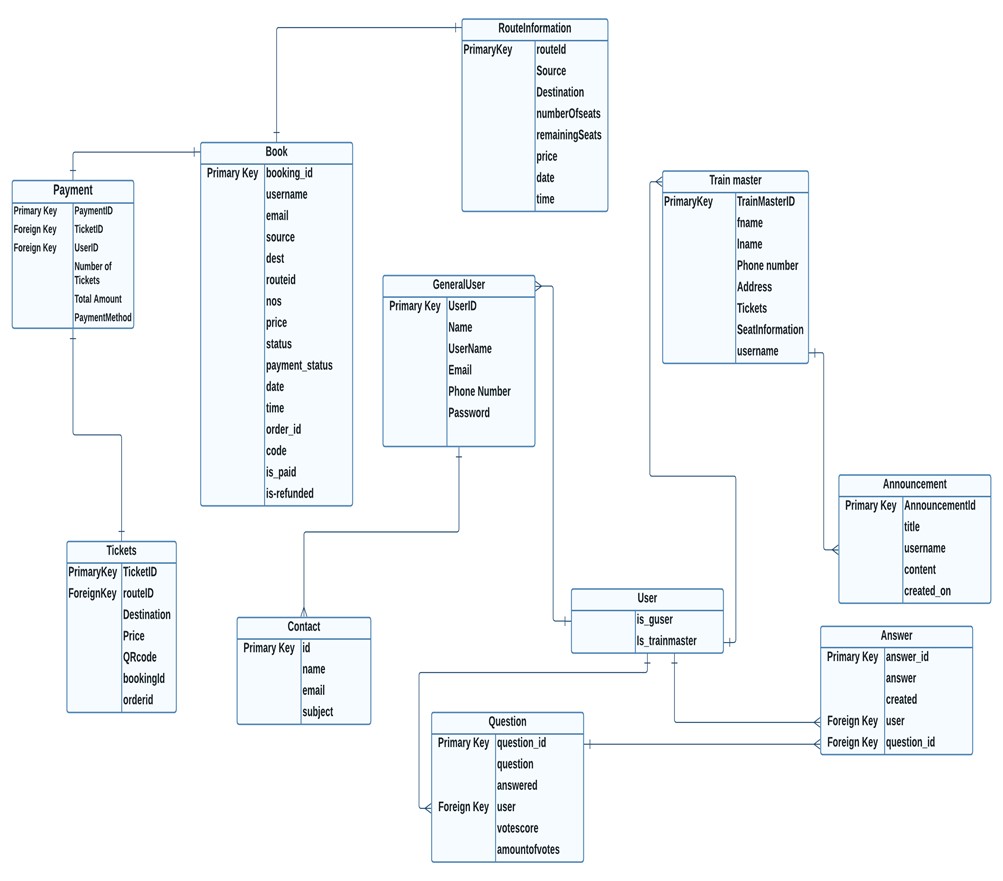 RouteInformation
PrimaryKey routeId
Source
Destination
numberOfseats
remainingSeats
price
date
time
Book
Primary Key booking_id
username
email
source
dest
routeid
nos
price
status
payment_status
date
time
order_id
code
is_paid
is-refunded
Payment
Primary Key PaymentID
Foreign Key TicketID
Foreign Key UserID
Number of
Tickets
Total Amount
PaymentMethod
Train master
PrimaryKey TrainMasterID
fname
lname
Phone number
Address
Tickets
SeatInformation
username
GeneralUser
Primary Key UserID
Name
UserName
Email
Phone Number
Password
Announcement
Primary Key AnnouncementId
title
username
content
created_on
Tickets
PrimaryKey TicketID
ForeignKey routeID
Destination
Price
QRcode
bookingId
orderid
Contact
Primary Key id
name
email
subject
User
is_guser
Is_trainmaster
Answer
Primary Key answer_id
answer
created
Foreign Key user
Foreign Key question_id
Question
Primary Key question_id
question
answered
Foreign Key user
votescore
amountofvotes